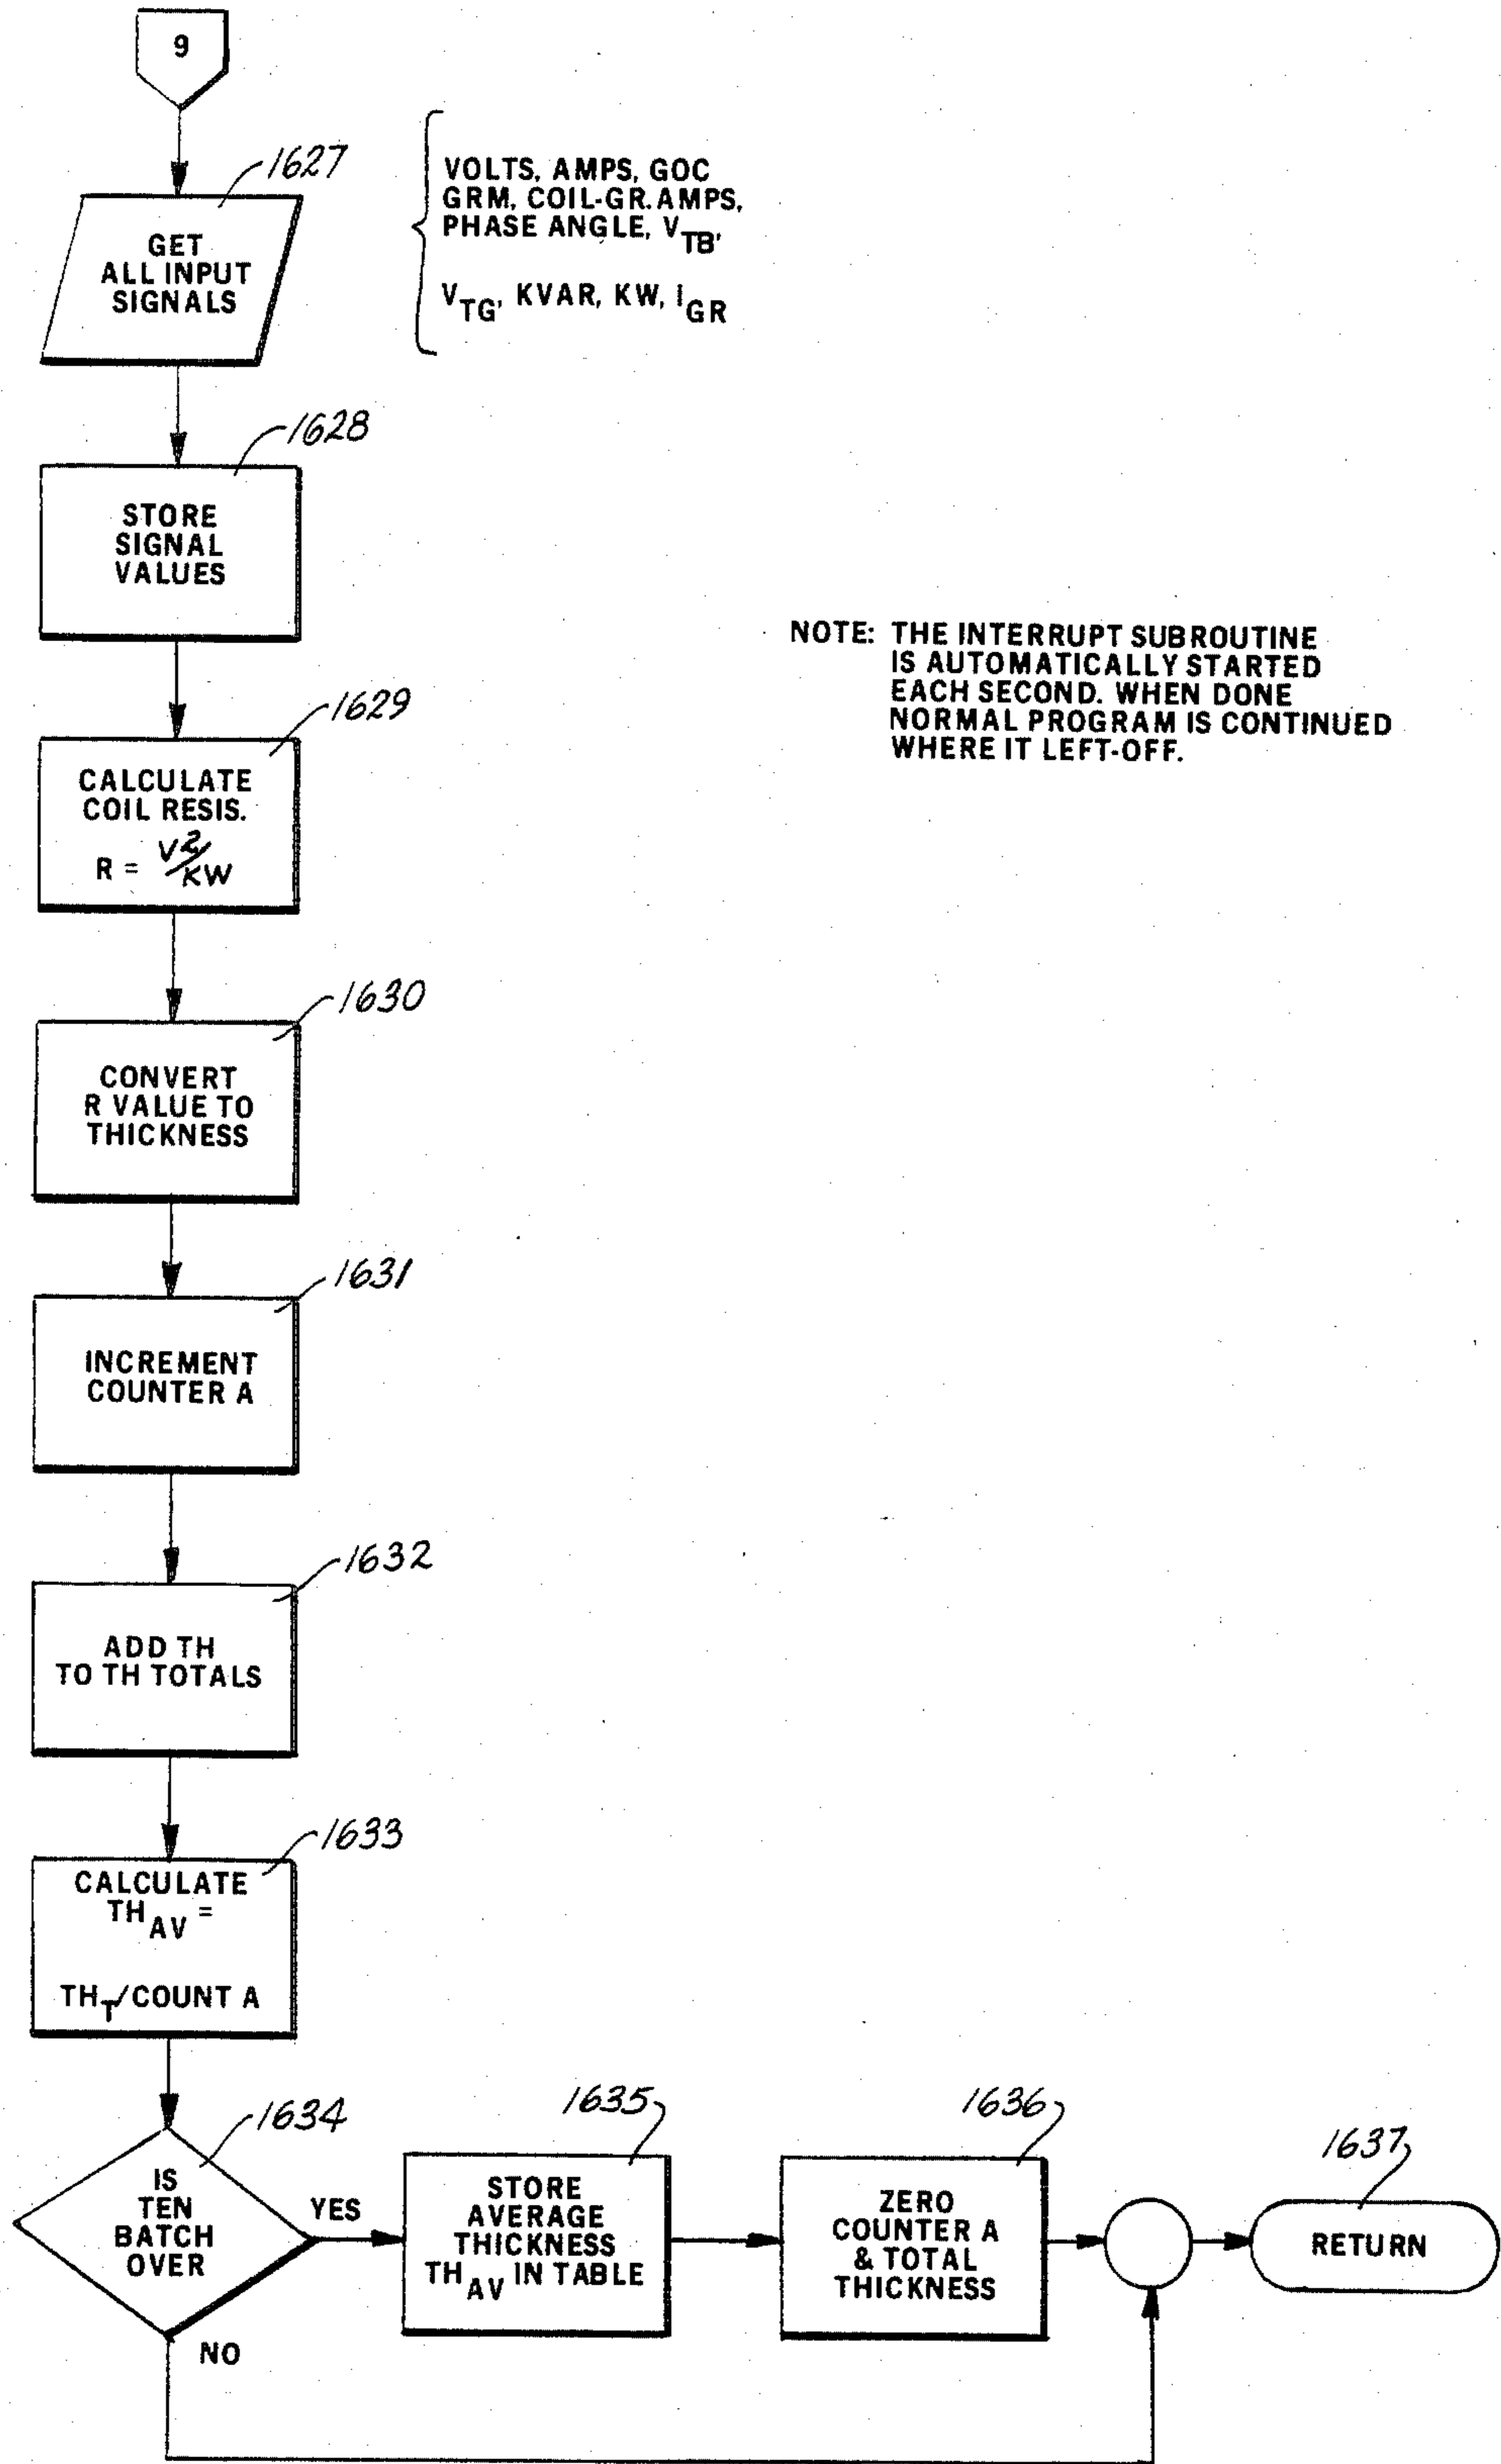 9
1627
VOLTS, AMPS, GOC
GRM, COIL-GR. AMPS,
PHASE ANGLE, VTB,
VTG, KVAR, KW, IGR
GET
ALL INPUT
SIGNALS
1628
STORE
SIGNAL
VALUES
NOTE: THE INTERRUPT SUBROUTINE
IS AUTOMATICALLY STARTED
EACH SECOND. WHEN DONE
NORMAL PROGRAM IS CONTINUED
WHERE IT LEFT-OFF.
1629
CALCULATE
COIL RESIS.
R = V2/KW
1630
CONVERT
R VALUE TO
THICKNESS
1631
INCREMENT
COUNTER A
1632
ADD TH
TO TH TOTALS
1633
CALCULATE
THAV =
THT/COUNT A
1634
IS
TEN
BATCH
OVER
YES
NO
1635
STORE
AVERAGE
THICKNESS
THAV IN TABLE
1636
ZERO
COUNTER A
& TOTAL
THICKNESS
1637
RETURN